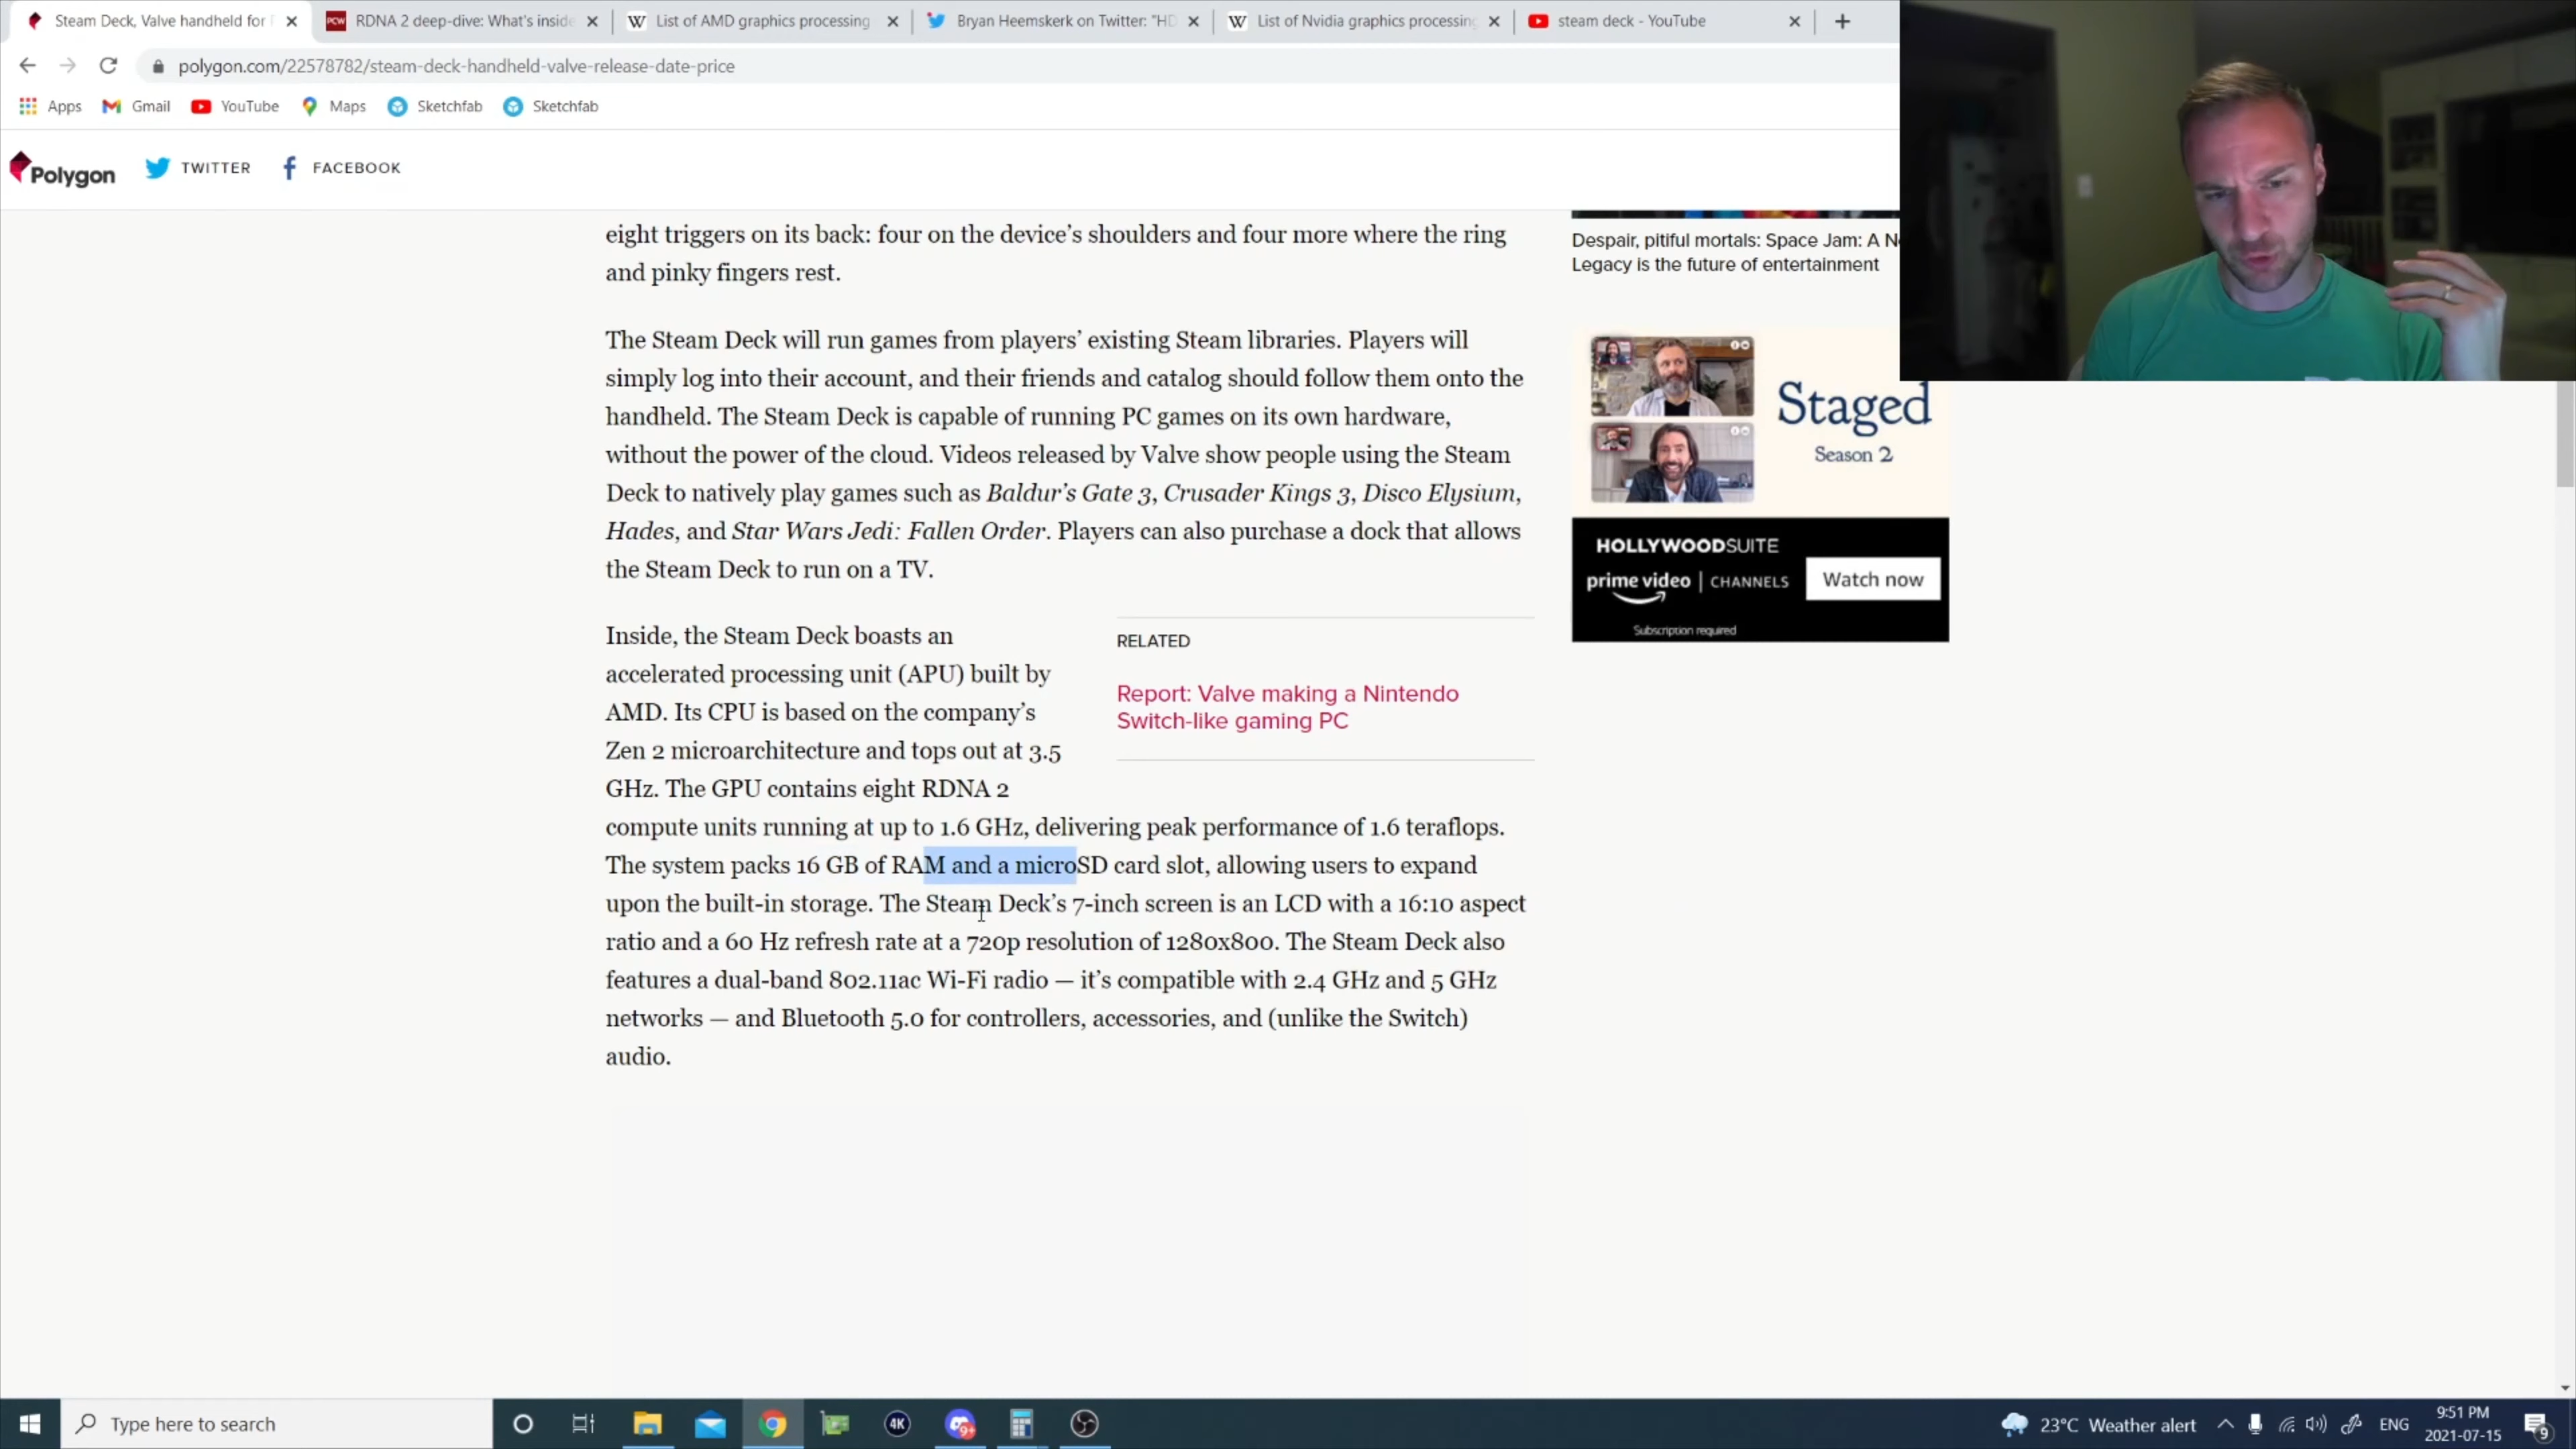 Steam Deck, Valve handheld for
RDNA 2 deep-dive: What's inside
List of AMD graphics processing
Bryan Heemskerk on Twitter: "HD
List of Nvidia graphics processing
steam deck - YouTube
polygon.com/22578782/steam-deck-handheld-valve-release-date-price
Apps
Gmail
YouTube
Maps
Sketchfab
Sketchfab
Polygon
TWITTER
FACEBOOK
eight triggers on its back: four on the device's shoulders and four more where the ring
and pinky fingers rest.
The Steam Deck will run games from players' existing Steam libraries. Players will
simply log into their account, and their friends and catalog should follow them onto the
handheld. The Steam Deck is capable of running PC games on its own hardware,
without the power of the cloud. Videos released by Valve show people using the Steam
Deck to natively play games such as Baldur's Gate 3, Crusader Kings 3, Disco Elysium,
Hades, and Star Wars Jedi: Fallen Order. Players can also purchase a dock that allows
the Steam Deck to run on a TV.
Inside, the Steam Deck boasts an
accelerated processing unit (APU) built by
AMD. Its CPU is based on the company's
Zen 2 microarchitecture and tops out at 3.5
GHz. The GPU contains eight RDNA 2
compute units running at up to 1.6 GHz, delivering peak performance of 1.6 teraflops.
The system packs 16 GB of RAM and a microSD card slot, allowing users to expand
upon the built-in storage. The Steam Deck's 7-inch screen is an LCD with a 16:10 aspect
ratio and a 60 Hz refresh rate at a 720p resolution of 1280x800. The Steam Deck also
features a dual-band 802.11ac Wi-Fi radio — it's compatible with 2.4 GHz and 5 GHz
networks — and Bluetooth 5.0 for controllers, accessories, and (unlike the Switch)
audio.
RELATED
Report: Valve making a Nintendo
Switch-like gaming PC
Despair, pitiful mortals: Space Jam: A N
Legacy is the future of entertainment
Staged
Season 2
HOLLYWOODSUITE
prime video | CHANNELS
Watch now
Subscription required
Type here to search
4K
9+
23°C Weather alert
ENG
9:51 PM
2021-07-15
9